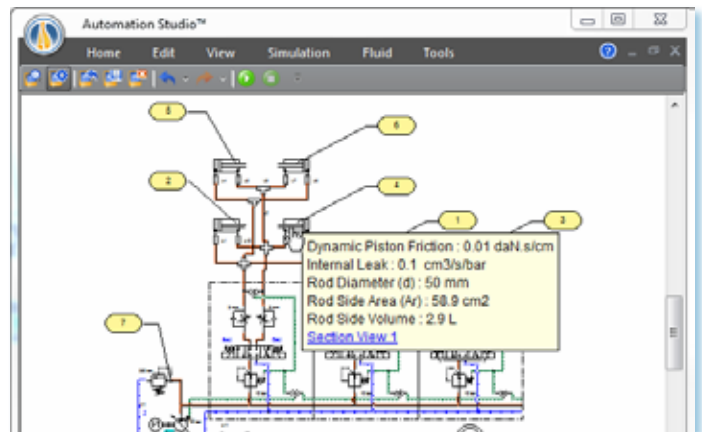 Automation Studio™
Home Edit View Simulation Fluid Tools
5
6
2
4
1
3
Dynamic Piston Friction : 0.01 daN.s/cm
Internal Leak : 0.1 cm3/s/bar
Rod Diameter (d) : 50 mm
Rod Side Area (Ar) : 58.9 cm2
Rod Side Volume : 2.9 L
Section View 1
7